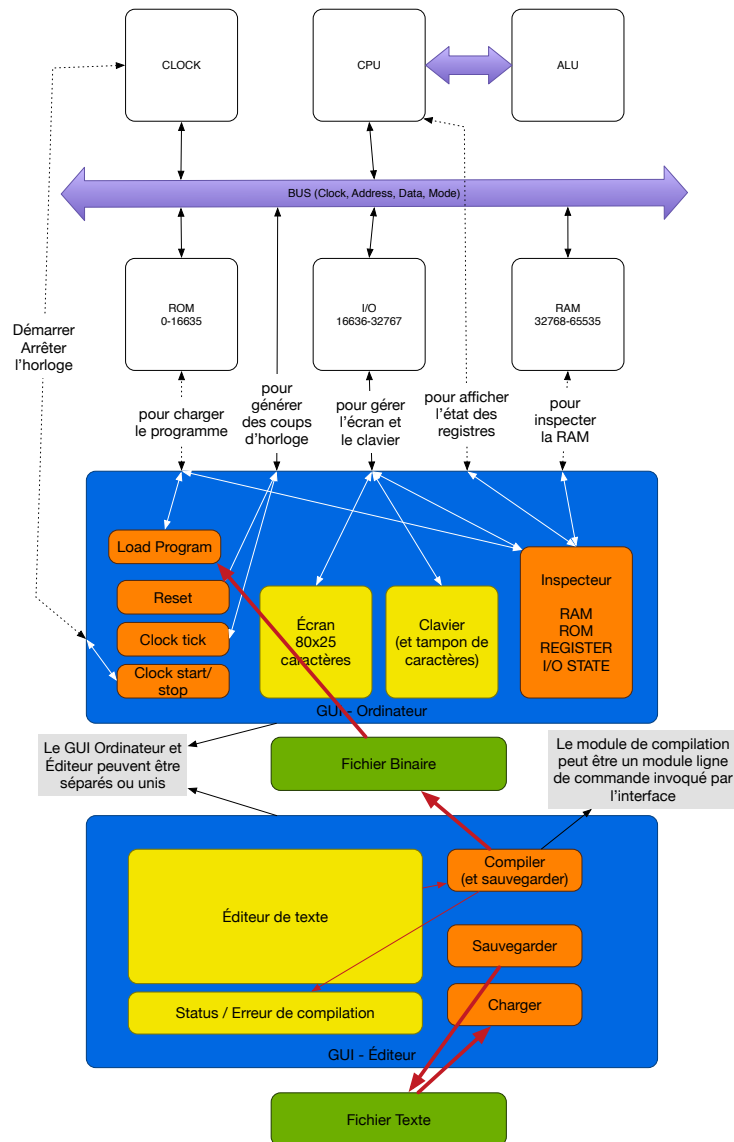 CLOCK
CPU
ALU
BUS (Clock, Address, Data, Mode)
ROM
0-16635
I/O
16636-32767
RAM
32768-65535
Démarrer
Arrêter
l'horloge
pour charger
le programme
pour
générer
des coups
d'horloge
pour gérer
l'écran et
le clavier
pour afficher
l'état des
registres
pour
inspecter
la RAM
Load Program
Reset
Clock tick
Clock start/
stop
Écran
80x25
caractères
Clavier
(et tampon de
caractères)
Inspecteur
RAM
ROM
REGISTER
I/O STATE
GUI - Ordinateur
Le GUI Ordinateur et
Éditeur peuvent être
séparés ou unis
Fichier Binaire
Le module de compilation
peut être un module ligne
de commande invoqué par
l'interface
Éditeur de texte
Compiler
(et sauvegarder)
Sauvegarder
Charger
Status / Erreur de compilation
GUI - Éditeur
Fichier Texte